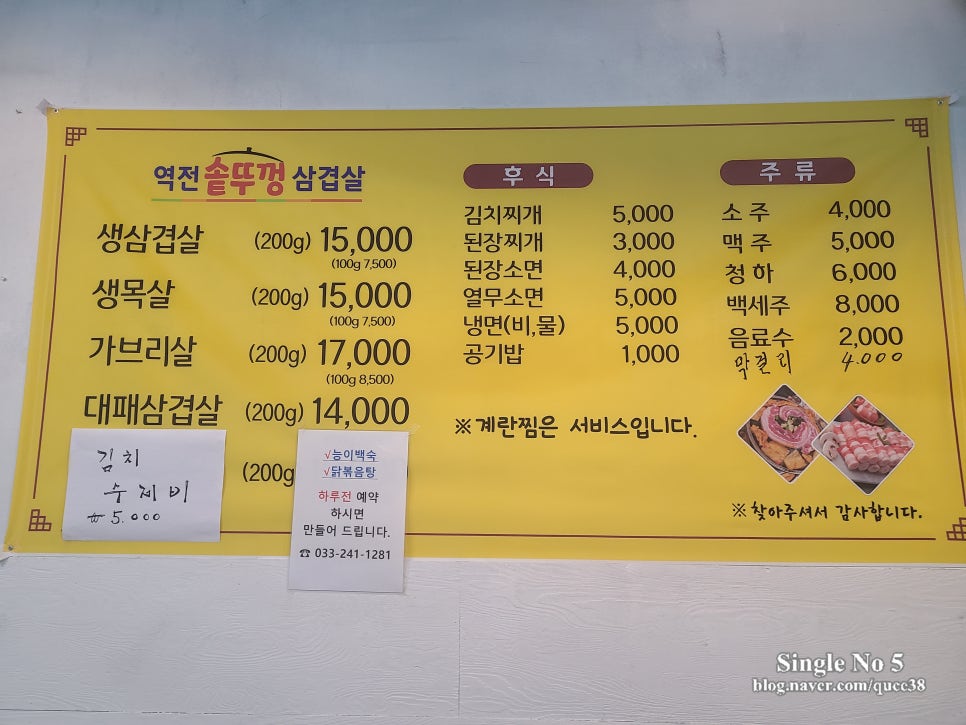 역전 솥뚜껑 삼겹살
생삼겹살 (200g) 15,000
(100g 7,500)
생목살 (200g) 15,000
(100g 7,500)
가브리살 (200g) 17,000
(100g 8,500)
대패삼겹살 (200g) 14,000
(200g
김치
수제비
₩5.000
√능이백숙
√닭볶음탕
하루전 예약
하시면
만들어 드립니다.
☎ 033-241-1281
후식
김치찌개 5,000
된장찌개 3,000
된장소면 4,000
열무소면 5,000
냉면(비,물) 5,000
공기밥 1,000
※계란찜은 서비스입니다.
주류
소주 4,000
맥주 5,000
청하 6,000
백세주 8,000
음료수 2,000
막걸리 4.000
※찾아주셔서 감사합니다.
Single No 5
blog.naver.com/qucc38